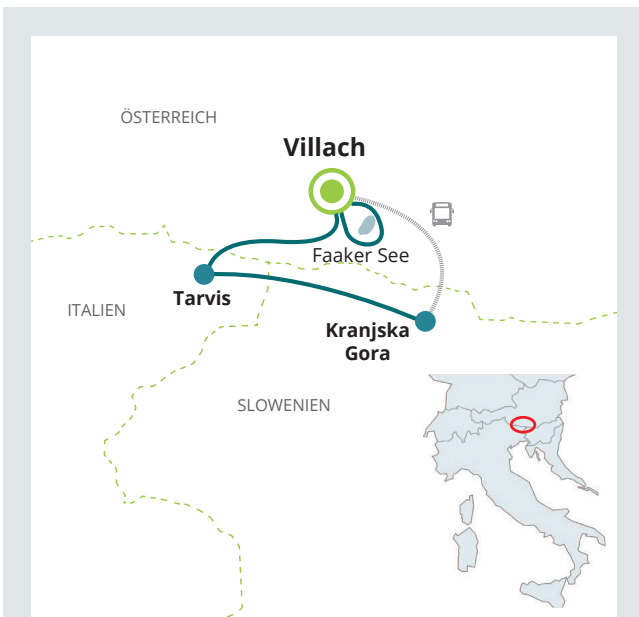 ÖSTERREICH
Villach
Faaker See
Tarvis
ITALIEN
Kranjska
Gora
SLOWENIEN